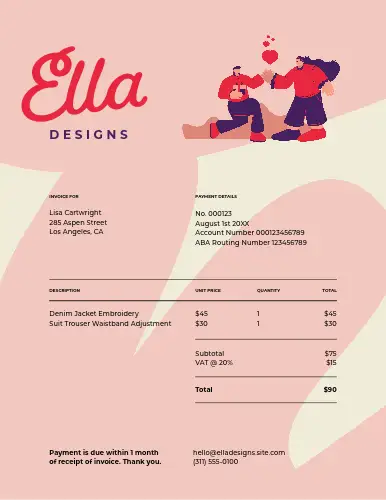 Ella
DESIGNS
INVOICE FOR
Lisa Cartwright
285 Aspen Street
Los Angeles, CA
PAYMENT DETAILS
No. 000123
August 1st 20XX
Account Number 000123456789
ABA Routing Number 123456789
DESCRIPTION UNIT PRICE QUANTITY TOTAL
Denim Jacket Embroidery $45 1 $45
Suit Trouser Waistband Adjustment $30 1 $30
Subtotal $75
VAT @ 20% $15
Total $90
Payment is due within 1 month
of receipt of invoice. Thank you.
hello@elladesigns.site.com
(311) 555-0100